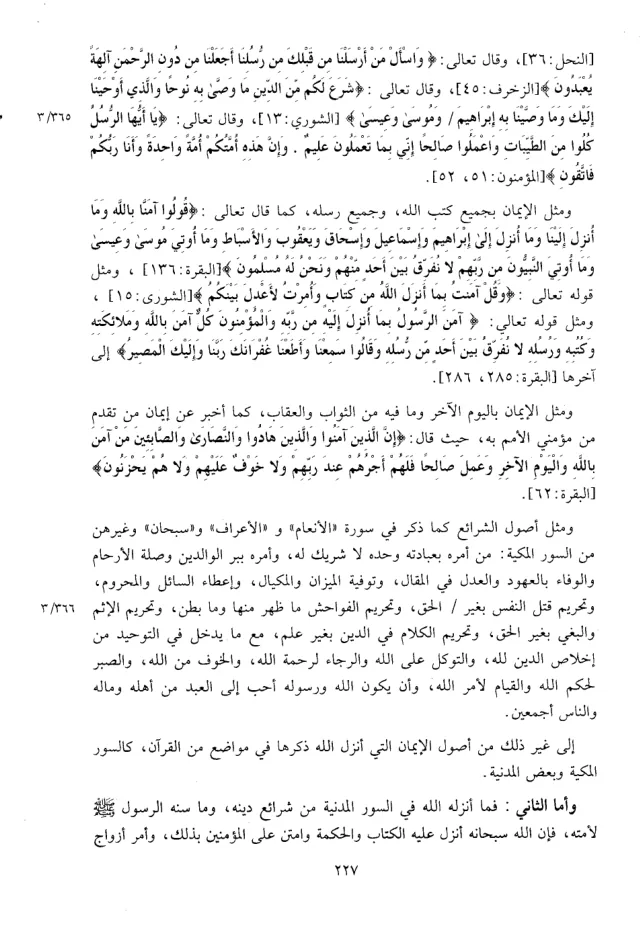 [النحل:٣٦]، وقال تعالى: ﴿ وَاسْأَلْ مَنْ أَرْسَلْنَا مِن قَبْلِكَ مِن رُّسُلِنَا أَجَعَلْنَا مِن دُونِ الرَّحْمَنِ آلِهَةً
يُعْبَدُونَ ﴾[الزخرف:٤٥]، وقال تعالى :﴿شَرَعَ لَكُم مِّنَ الدِّينِ مَا وَصَّىٰ بِهِ نُوحًا وَالَّذِي أَوْحَيْنَا
إِلَيْكَ وَمَا وَصَّيْنَا بِهِ إِبْرَاهِيمَ / وَمُوسَىٰ وَعِيسَىٰ ﴾ [الشوري:١٣]، وقال تعالى: ﴿يَا أَيُّهَا الرُّسُلُ
٣/٣٦٥
كُلُوا مِنَ الطَّيِّبَاتِ وَاعْمَلُوا صَالِحًا إِنِّي بِمَا تَعْمَلُونَ عَلِيمٌ . وَإِنَّ هَذِهِ أُمَّتُكُمْ أُمَّةً وَاحِدَةً وَأَنَا رَبُّكُمْ
فَاتَّقُونِ ﴾[المؤمنون:٥١، ٥٢].
ومثل الإيمان بجميع كتب الله، وجميع رسله، كما قال تعالى :﴿قُولُوا آمَنَّا بِاللَّهِ وَمَا
أُنزِلَ إِلَيْنَا وَمَا أُنزِلَ إِلَىٰ إِبْرَاهِيمَ وَإِسْمَاعِيلَ وَإِسْحَاقَ وَيَعْقُوبَ وَالأَسْبَاطِ وَمَا أُوتِيَ مُوسَىٰ وَعِيسَىٰ
وَمَا أُوتِيَ النَّبِيُّونَ مِن رَّبِّهِمْ لا نُفَرِّقُ بَيْنَ أَحَدٍ مِّنْهُمْ وَنَحْنُ لَهُ مُسْلِمُونَ ﴾[البقرة:١٣٦] ، ومثل
قوله تعالى :﴿وَقُلْ آمَنتُ بِمَا أَنزَلَ اللَّهُ مِن كِتَابٍ وَأُمِرْتُ لأَعْدِلَ بَيْنَكُمُ ﴾[الشورى:١٥] ،
ومثل قوله تعالى: ﴿ آمَنَ الرَّسُولُ بِمَا أُنزِلَ إِلَيْهِ مِن رَّبِّهِ وَالْمُؤْمِنُونَ كُلٌّ آمَنَ بِاللَّهِ وَمَلائِكَتِهِ
وَكُتُبِهِ وَرُسُلِهِ لا نُفَرِّقُ بَيْنَ أَحَدٍ مِّن رُّسُلِهِ وَقَالُوا سَمِعْنَا وَأَطَعْنَا غُفْرَانَكَ رَبَّنَا وَإِلَيْكَ الْمَصِيرُ﴾ إلى
آخرها [البقرة:٢٨٥، ٢٨٦].
ومثل الإيمان باليوم الآخر وما فيه من الثواب والعقاب، كما أخبر عن إيمان من تقدم
من مؤمني الأمم به، حيث قال: ﴿إِنَّ الَّذِينَ آمَنُوا وَالَّذِينَ هَادُوا وَالنَّصَارَىٰ وَالصَّابِئِينَ مَنْ آمَنَ
بِاللَّهِ وَالْيَوْمِ الآخِرِ وَعَمِلَ صَالِحًا فَلَهُمْ أَجْرُهُمْ عِندَ رَبِّهِمْ وَلا خَوْفٌ عَلَيْهِمْ وَلا هُمْ يَحْزَنُونَ﴾
[البقرة:٦٢].
ومثل أصول الشرائع كما ذكر في سورة «الأنعام» و «الأعراف» و«سبحان» وغيرهن
من السور المكية: من أمره بعبادته وحده لا شريك له، وأمره ببر الوالدين وصلة الأرحام
والوفاء بالعهود والعدل في المقال، وتوفية الميزان والمكيال، وإعطاء السائل والمحروم،
وتحريم قتل النفس بغير / الحق، وتحريم الفواحش ما ظهر منها وما بطن، وتحريم الإثم
٣/٣٦٦
والبغي بغير الحق، وتحريم الكلام في الدين بغير علم، مع ما يدخل في التوحيد من
إخلاص الدين لله، والتوكل على الله والرجاء لرحمة الله، والخوف من الله، والصبر
لحكم الله والقيام لأمر الله، وأن يكون الله ورسوله أحب إلى العبد من أهله وماله
والناس أجمعين.
إلى غير ذلك من أصول الإيمان التي أنزل الله ذكرها في مواضع من القرآن، كالسور
المكية وبعض المدنية.
وأما الثاني : فما أنزله الله في السور المدنية من شرائع دينه، وما سنه الرسول ﷺ
لأمته، فإن الله سبحانه أنزل عليه الكتاب والحكمة وامتن على المؤمنين بذلك، وأمر أزواج
٢٢٧